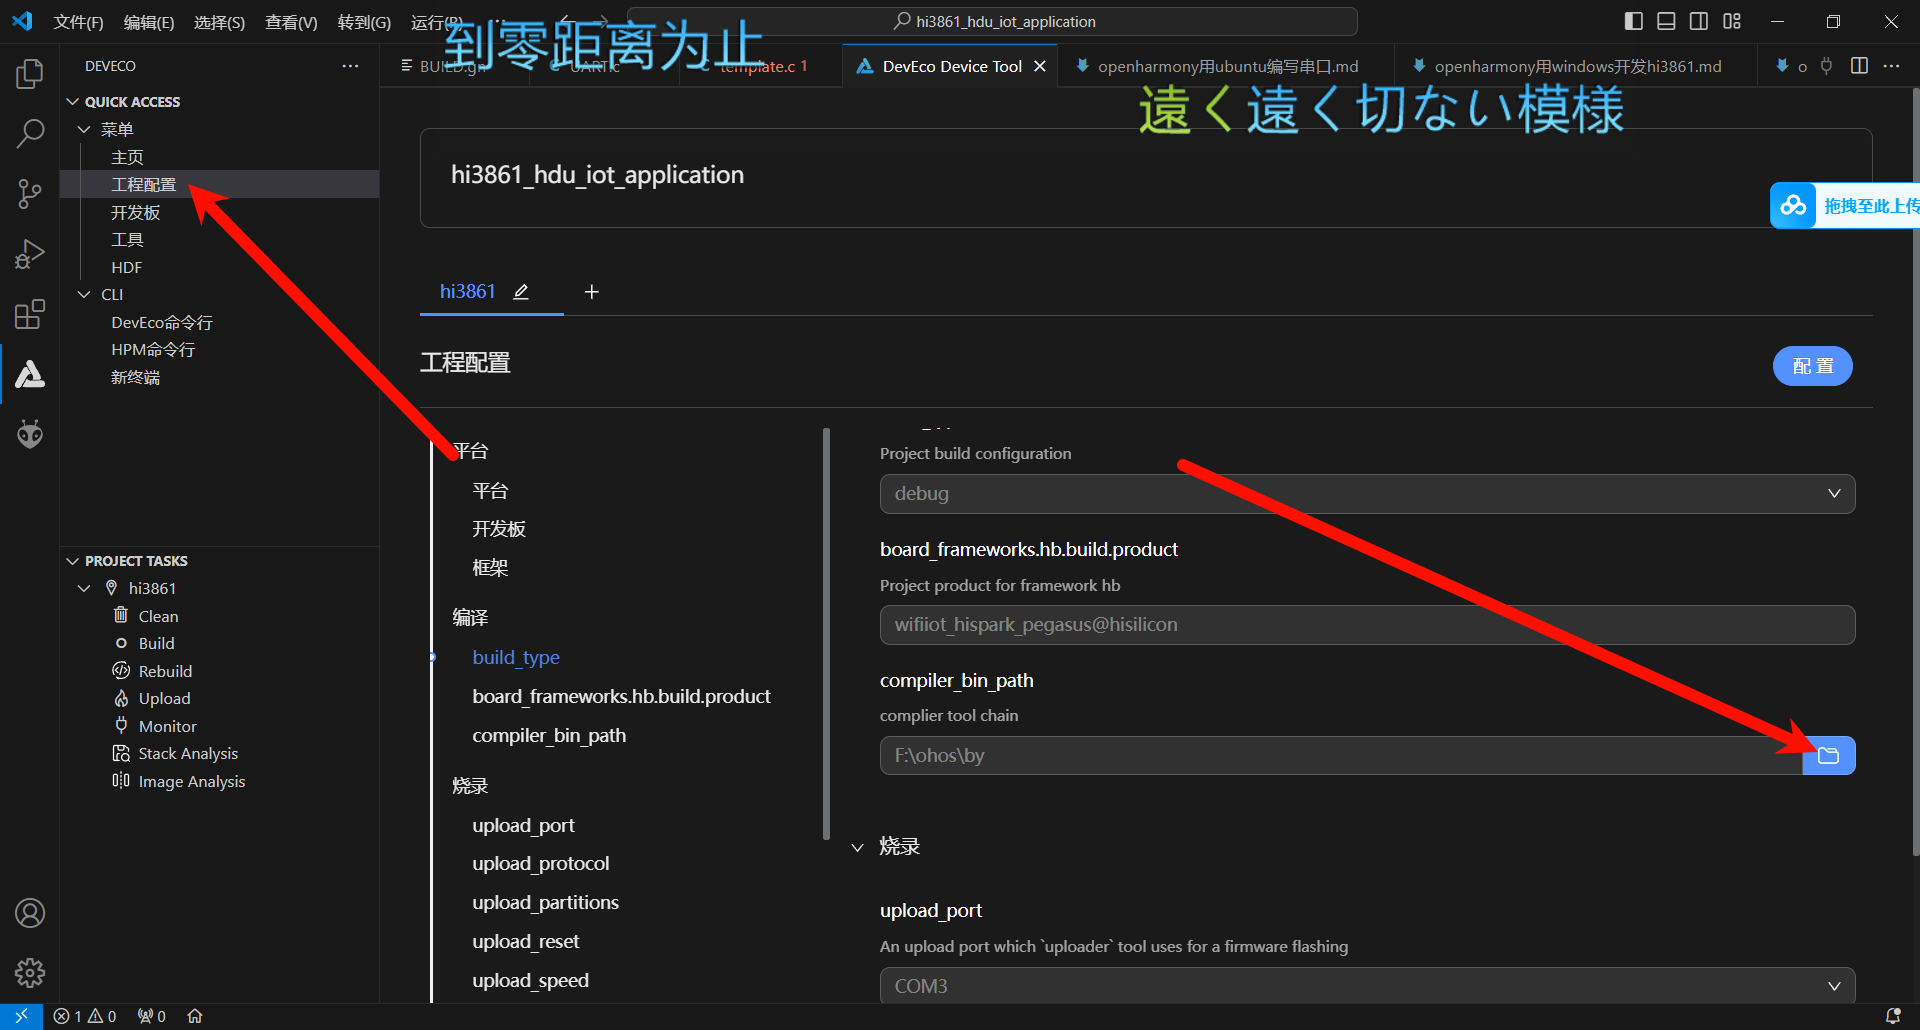 文件(F) 编辑(E) 选择(S) 查看(V) 转到(G) 运行(R)
hi3861_hdu_iot_application
到零距离为止
DEVECO
BUILD.gn
UART.c
template.c 1
DevEco Device Tool
openharmony用ubuntu编写串口.md
openharmony用windows开发hi3861.md
o
遠く遠く切ない模様
QUICK ACCESS
菜单
主页
工程配置
开发板
工具
HDF
CLI
DevEco命令行
HPM命令行
新终端
PROJECT TASKS
hi3861
Clean
Build
Rebuild
Upload
Monitor
Stack Analysis
Image Analysis
hi3861_hdu_iot_application
拖拽至此上传
hi3861
工程配置
配 置
平台
平台
开发板
框架
编译
build_type
board_frameworks.hb.build.product
compiler_bin_path
烧录
upload_port
upload_protocol
upload_partitions
upload_reset
upload_speed
Project build configuration
debug
board_frameworks.hb.build.product
Project product for framework hb
wifiiot_hispark_pegasus@hisilicon
compiler_bin_path
complier tool chain
F:\ohos\by
烧录
upload_port
An upload port which `uploader` tool uses for a firmware flashing
COM3
1 0 0